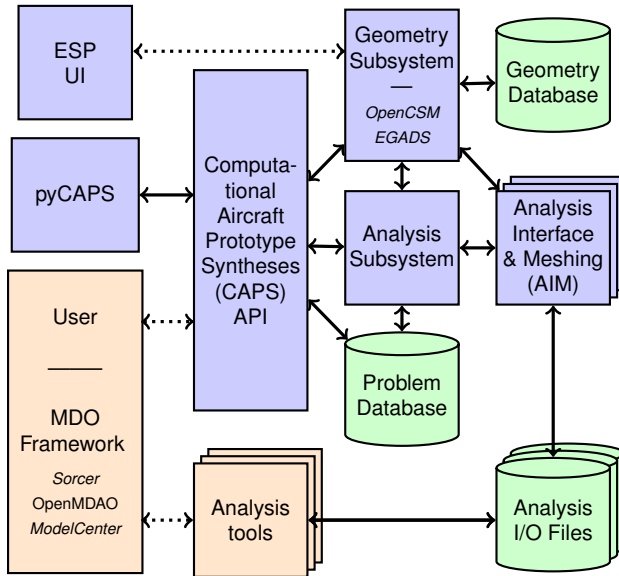 ESP
UI
Geometry
Subsystem
—
OpenCSM
EGADS
Geometry
Database
pyCAPS
Computa-
tional
Aircraft
Prototype
Syntheses
(CAPS)
API
Analysis
Subsystem
Analysis
Interface
& Meshing
(AIM)
User
MDO
Framework
Sorcer
OpenMDAO
ModelCenter
Problem
Database
Analysis
tools
Analysis
I/O Files